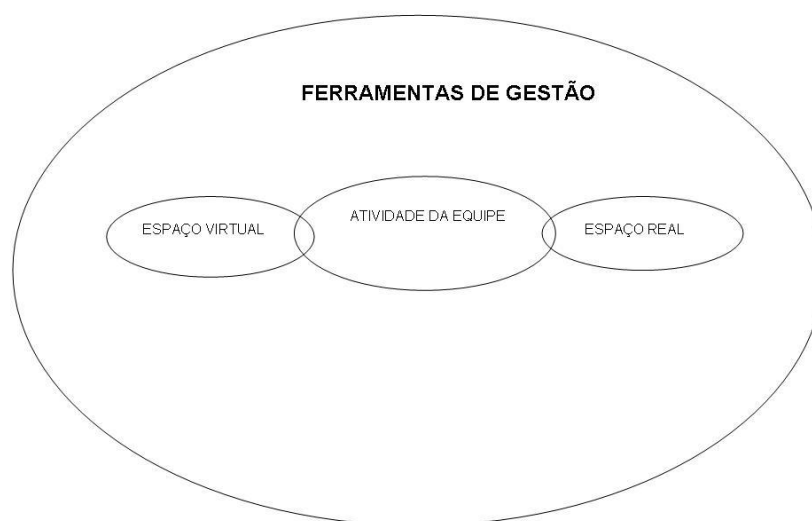 FERRAMENTAS DE GESTÃO
ESPAÇO VIRTUAL
ATIVIDADE DA EQUIPE
ESPAÇO REAL